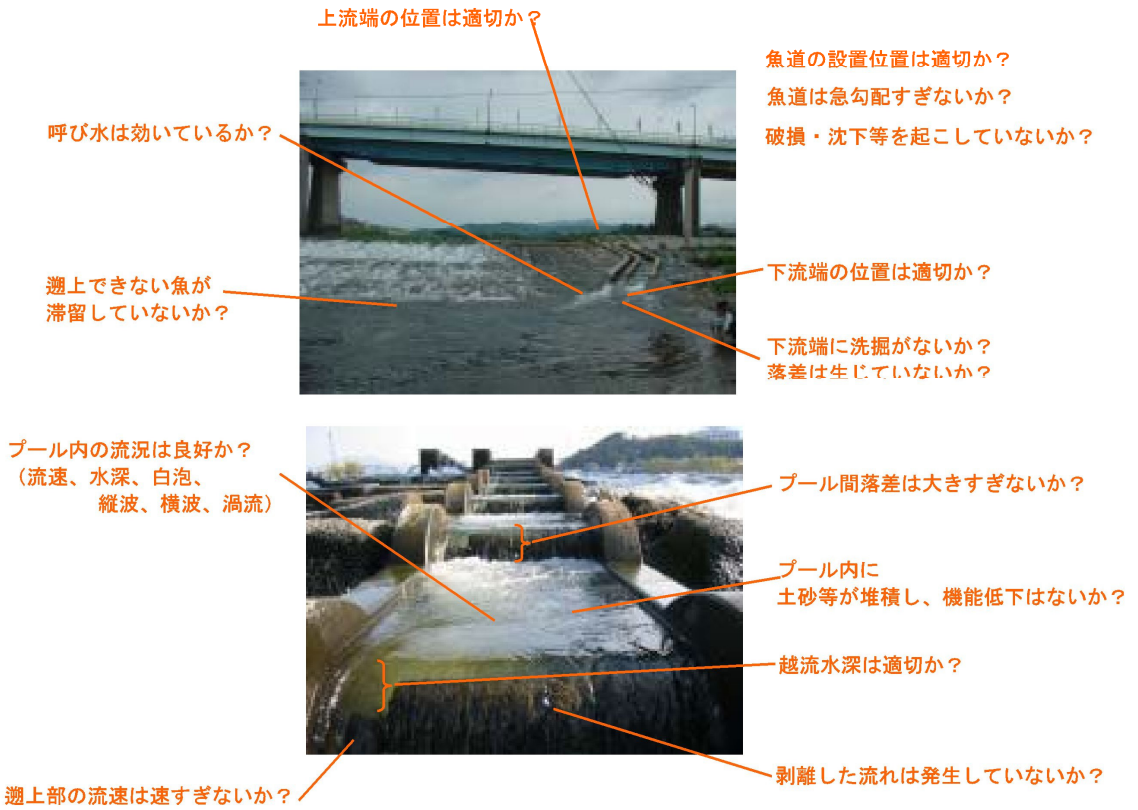 上流端の位置は適切か？
魚道の設置位置は適切か？
魚道は急勾配すぎないか？
呼び水は効いているか？
破損・沈下等を起こしていないか？
下流端の位置は適切か？
遡上できない魚が
滞留していないか？
下流端に洗掘がないか？
落差は生じていないか？
プール内の流況は良好か？
（流速、水深、白泡、
縦波、横波、渦流）
プール間落差は大きすぎないか？
プール内に
土砂等が堆積し、機能低下はないか？
越流水深は適切か？
剥離した流れは発生していないか？
遡上部の流速は速すぎないか？